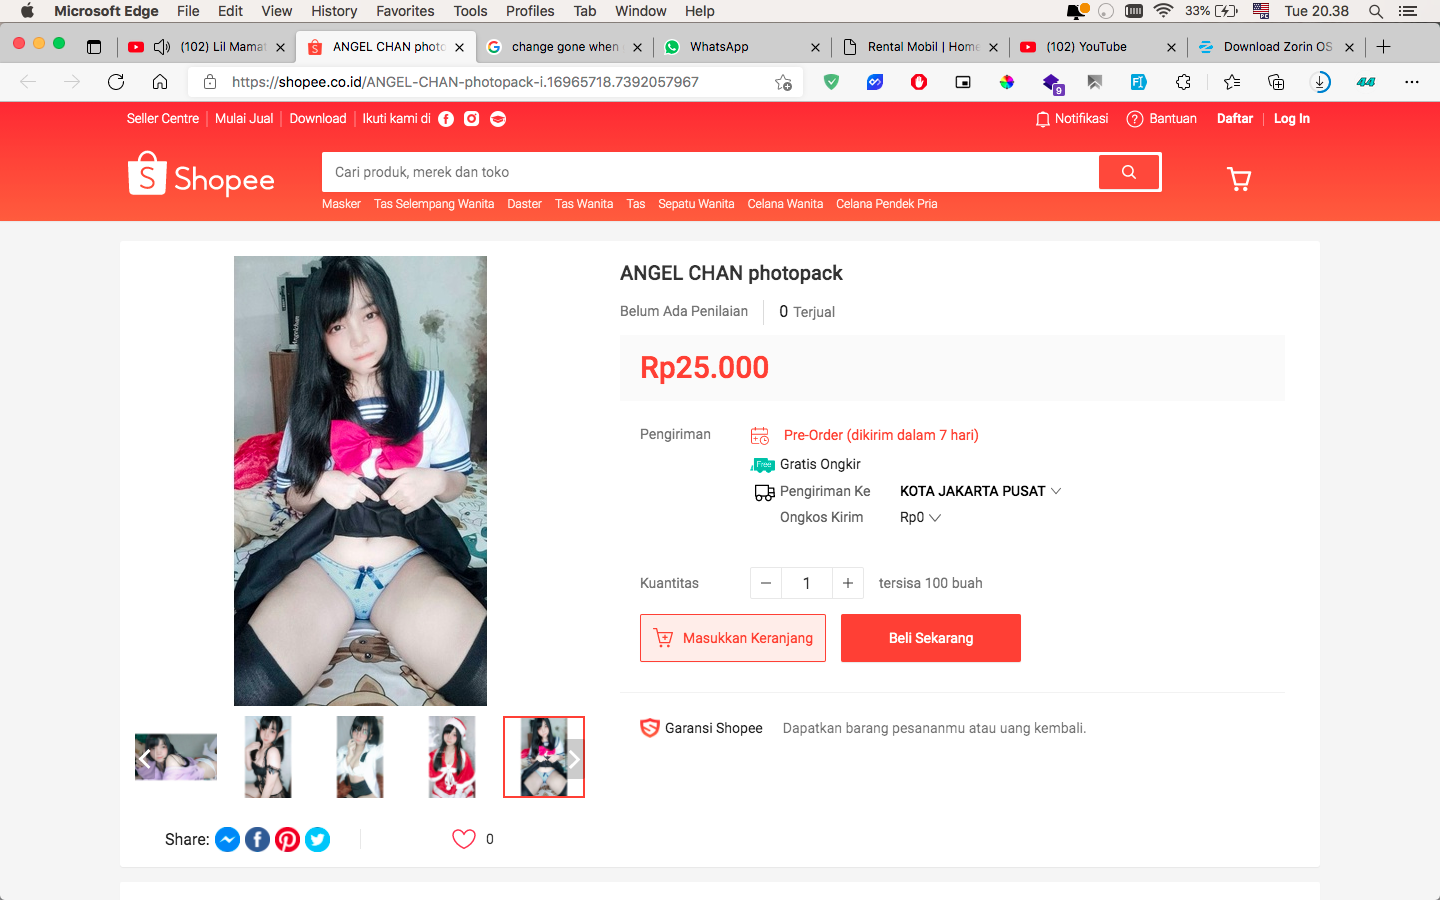 Microsoft Edge File Edit View History Favorites Tools Profiles Tab Window Help 33% Tue 20.38
(102) Lil Mama ANGEL CHAN photo change gone when WhatsApp Rental Mobil | Home (102) YouTube Download Zorin OS
https://shopee.co.id/ANGEL-CHAN-photopack-i.16965718.7392057967 9
Seller Centre Mulai Jual Download Ikuti kami di Notifikasi Bantuan Daftar Log In
Shopee
Cari produk, merek dan toko
Masker Tas Selempang Wanita Daster Tas Wanita Tas Sepatu Wanita Celana Wanita Celana Pendek Pria
ANGEL CHAN photopack
Belum Ada Penilaian 0 Terjual
Rp25.000
Pengiriman Pre-Order (dikirim dalam 7 hari)
Free Gratis Ongkir
Pengiriman Ke KOTA JAKARTA PUSAT
Ongkos Kirim Rp0
Kuantitas 1 tersisa 100 buah
Masukkan Keranjang Beli Sekarang
Garansi Shopee Dapatkan barang pesananmu atau uang kembali.
Share: 0